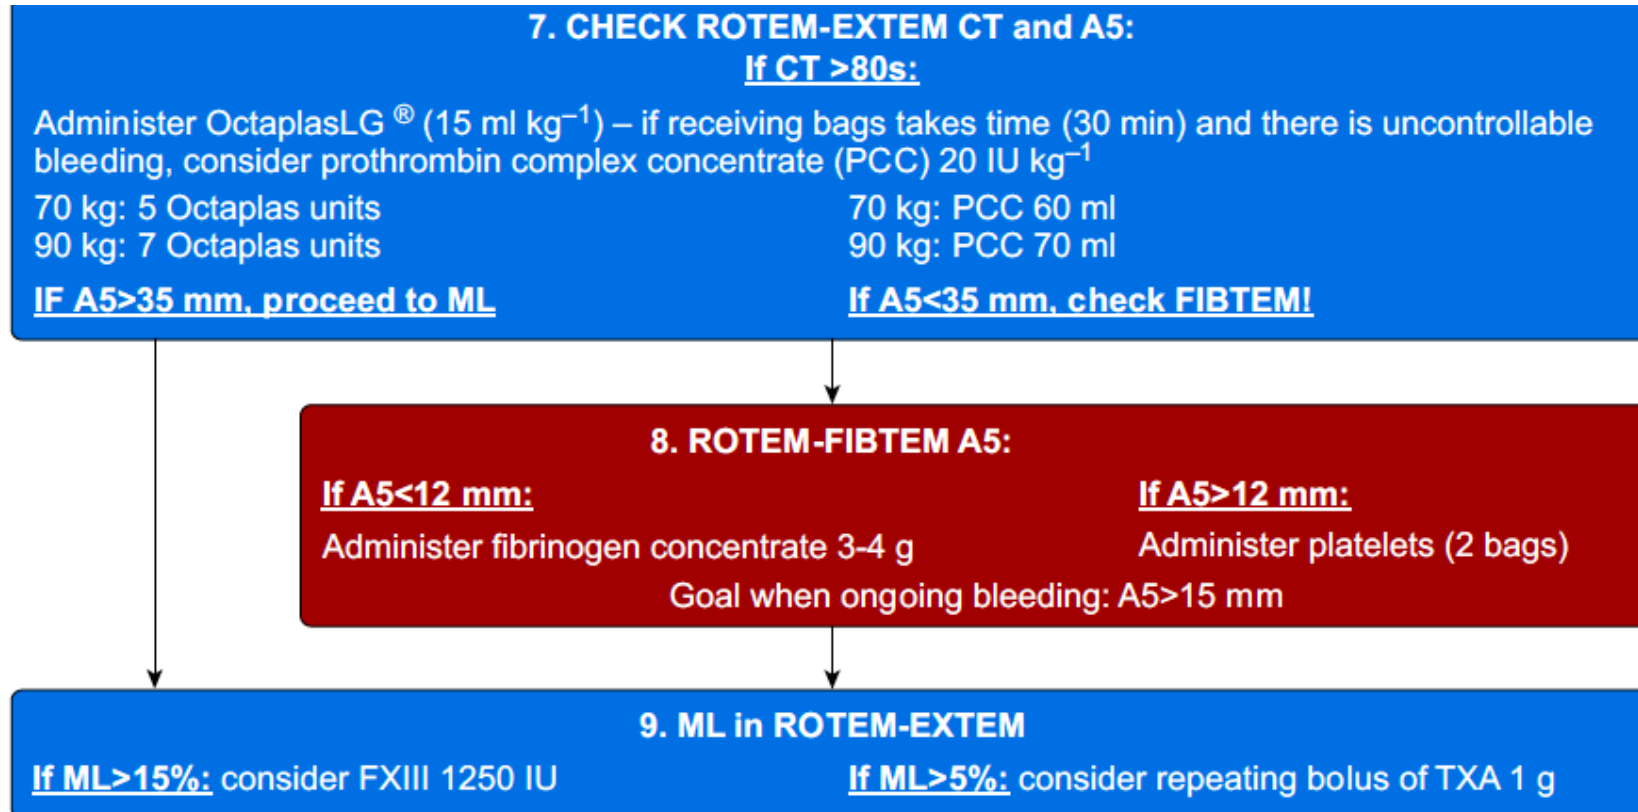 7. CHECK ROTEM-EXTEM CT and A5:
If CT >80s:
Administer OctaplasLG ® (15 ml kg⁻¹) – if receiving bags takes time (30 min) and there is uncontrollable
bleeding, consider prothrombin complex concentrate (PCC) 20 IU kg⁻¹
70 kg: 5 Octaplas units
90 kg: 7 Octaplas units
70 kg: PCC 60 ml
90 kg: PCC 70 ml
IF A5>35 mm, proceed to ML
If A5<35 mm, check FIBTEM!
8. ROTEM-FIBTEM A5:
If A5<12 mm:
Administer fibrinogen concentrate 3-4 g
If A5>12 mm:
Administer platelets (2 bags)
Goal when ongoing bleeding: A5>15 mm
9. ML in ROTEM-EXTEM
If ML>15%: consider FXIII 1250 IU
If ML>5%: consider repeating bolus of TXA 1 g